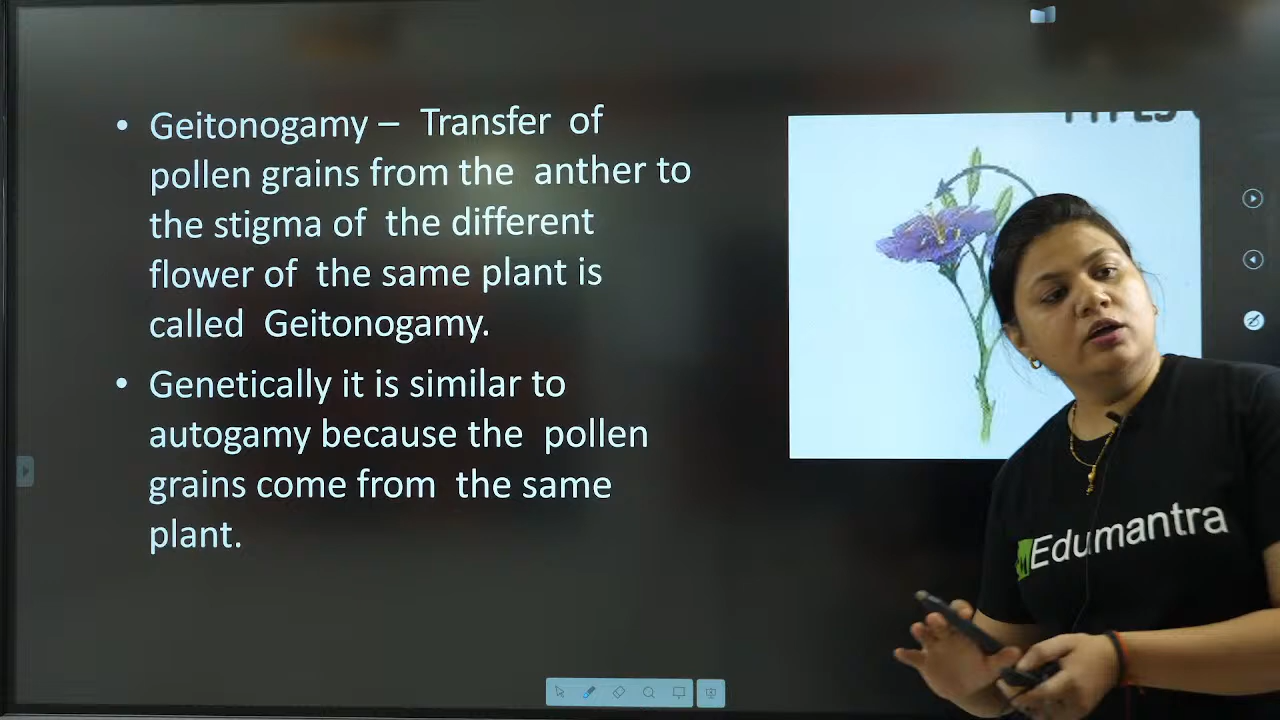 • Geitonogamy – Transfer of
pollen grains from the anther to
the stigma of the different
flower of the same plant is
called Geitonogamy.
• Genetically it is similar to
autogamy because the pollen
grains come from the same
plant.
Edumantra